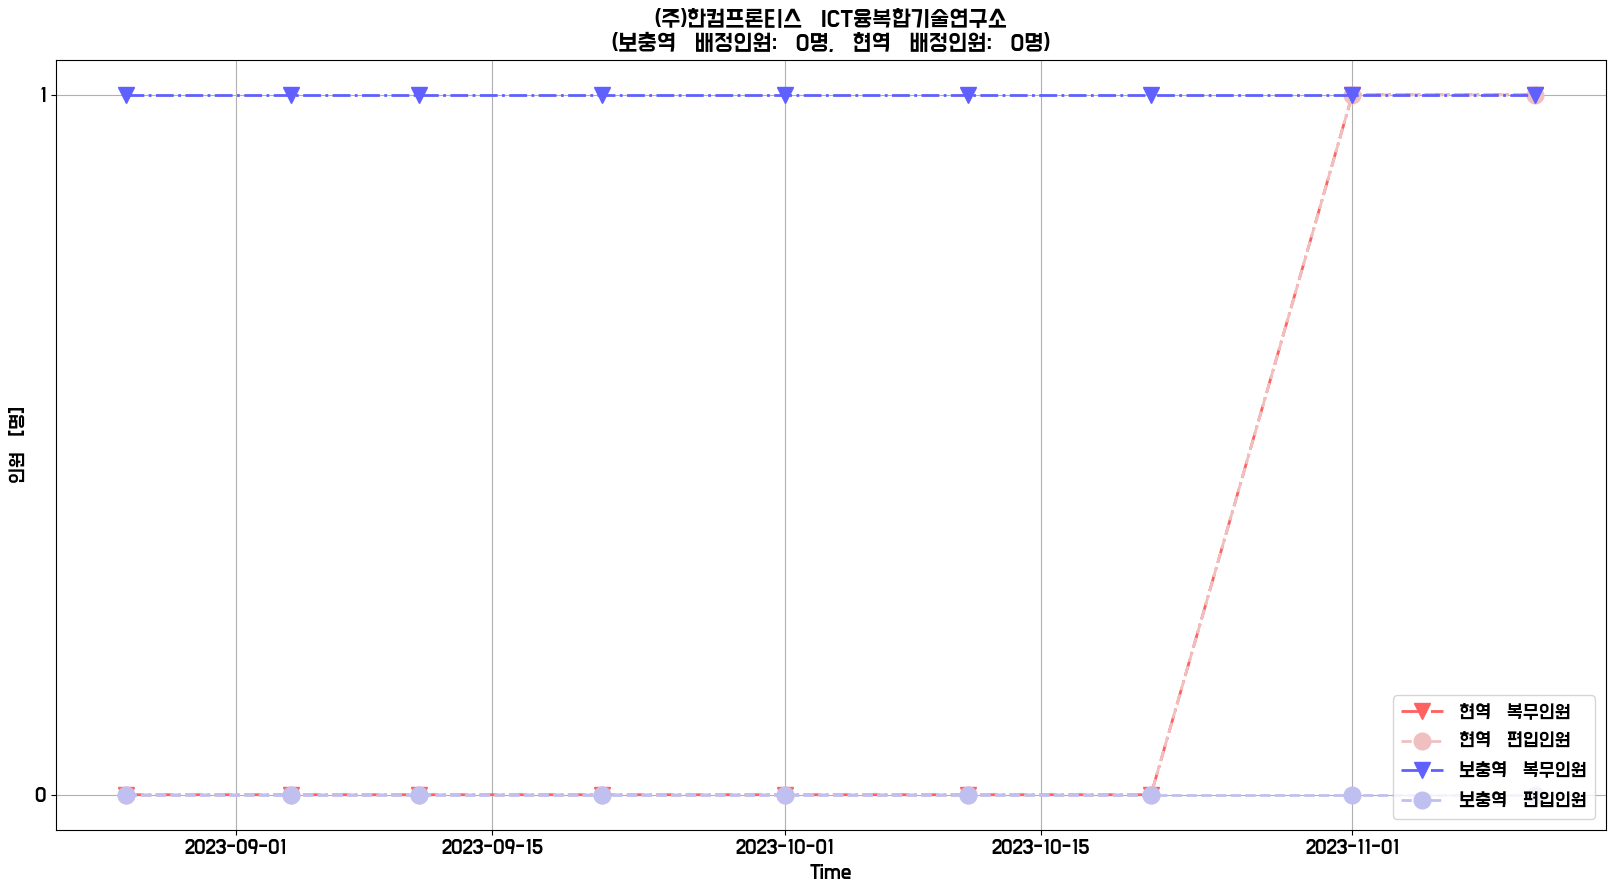 (주)한컴프론티스 ICT융복합기술연구소
(보충역 배정인원: 0명, 현역 배정인원: 0명)
1
0
인원 [명]
2023-09-01
2023-09-15
2023-10-01
2023-10-15
2023-11-01
Time
현역 복무인원
현역 편입인원
보충역 복무인원
보충역 편입인원